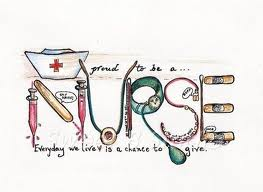 proud to be a ...
NURSE
Everyday we live is a chance to give.